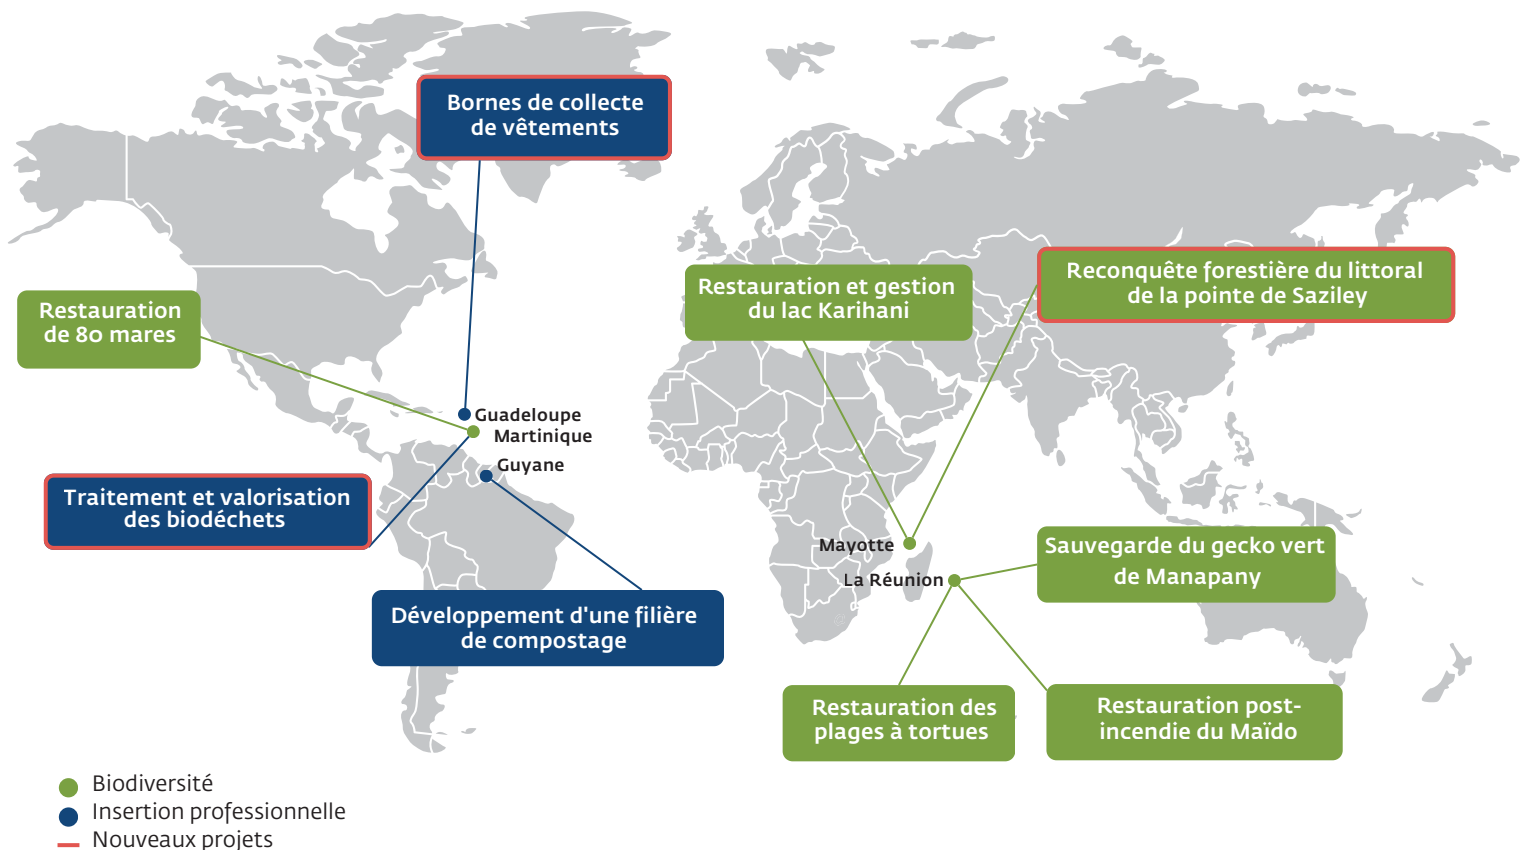 Bornes de collecte
de vêtements
Restauration
de 80 mares
Restauration et gestion
du lac Karihani
Reconquête forestière du littoral
de la pointe de Saziley
Guadeloupe
Martinique
Guyane
Traitement et valorisation
des biodéchets
Développement d'une filière
de compostage
Mayotte
La Réunion
Sauvegarde du gecko vert
de Manapany
Restauration des
plages à tortues
Restauration post-
incendie du Maïdo
Biodiversité
Insertion professionnelle
Nouveaux projets